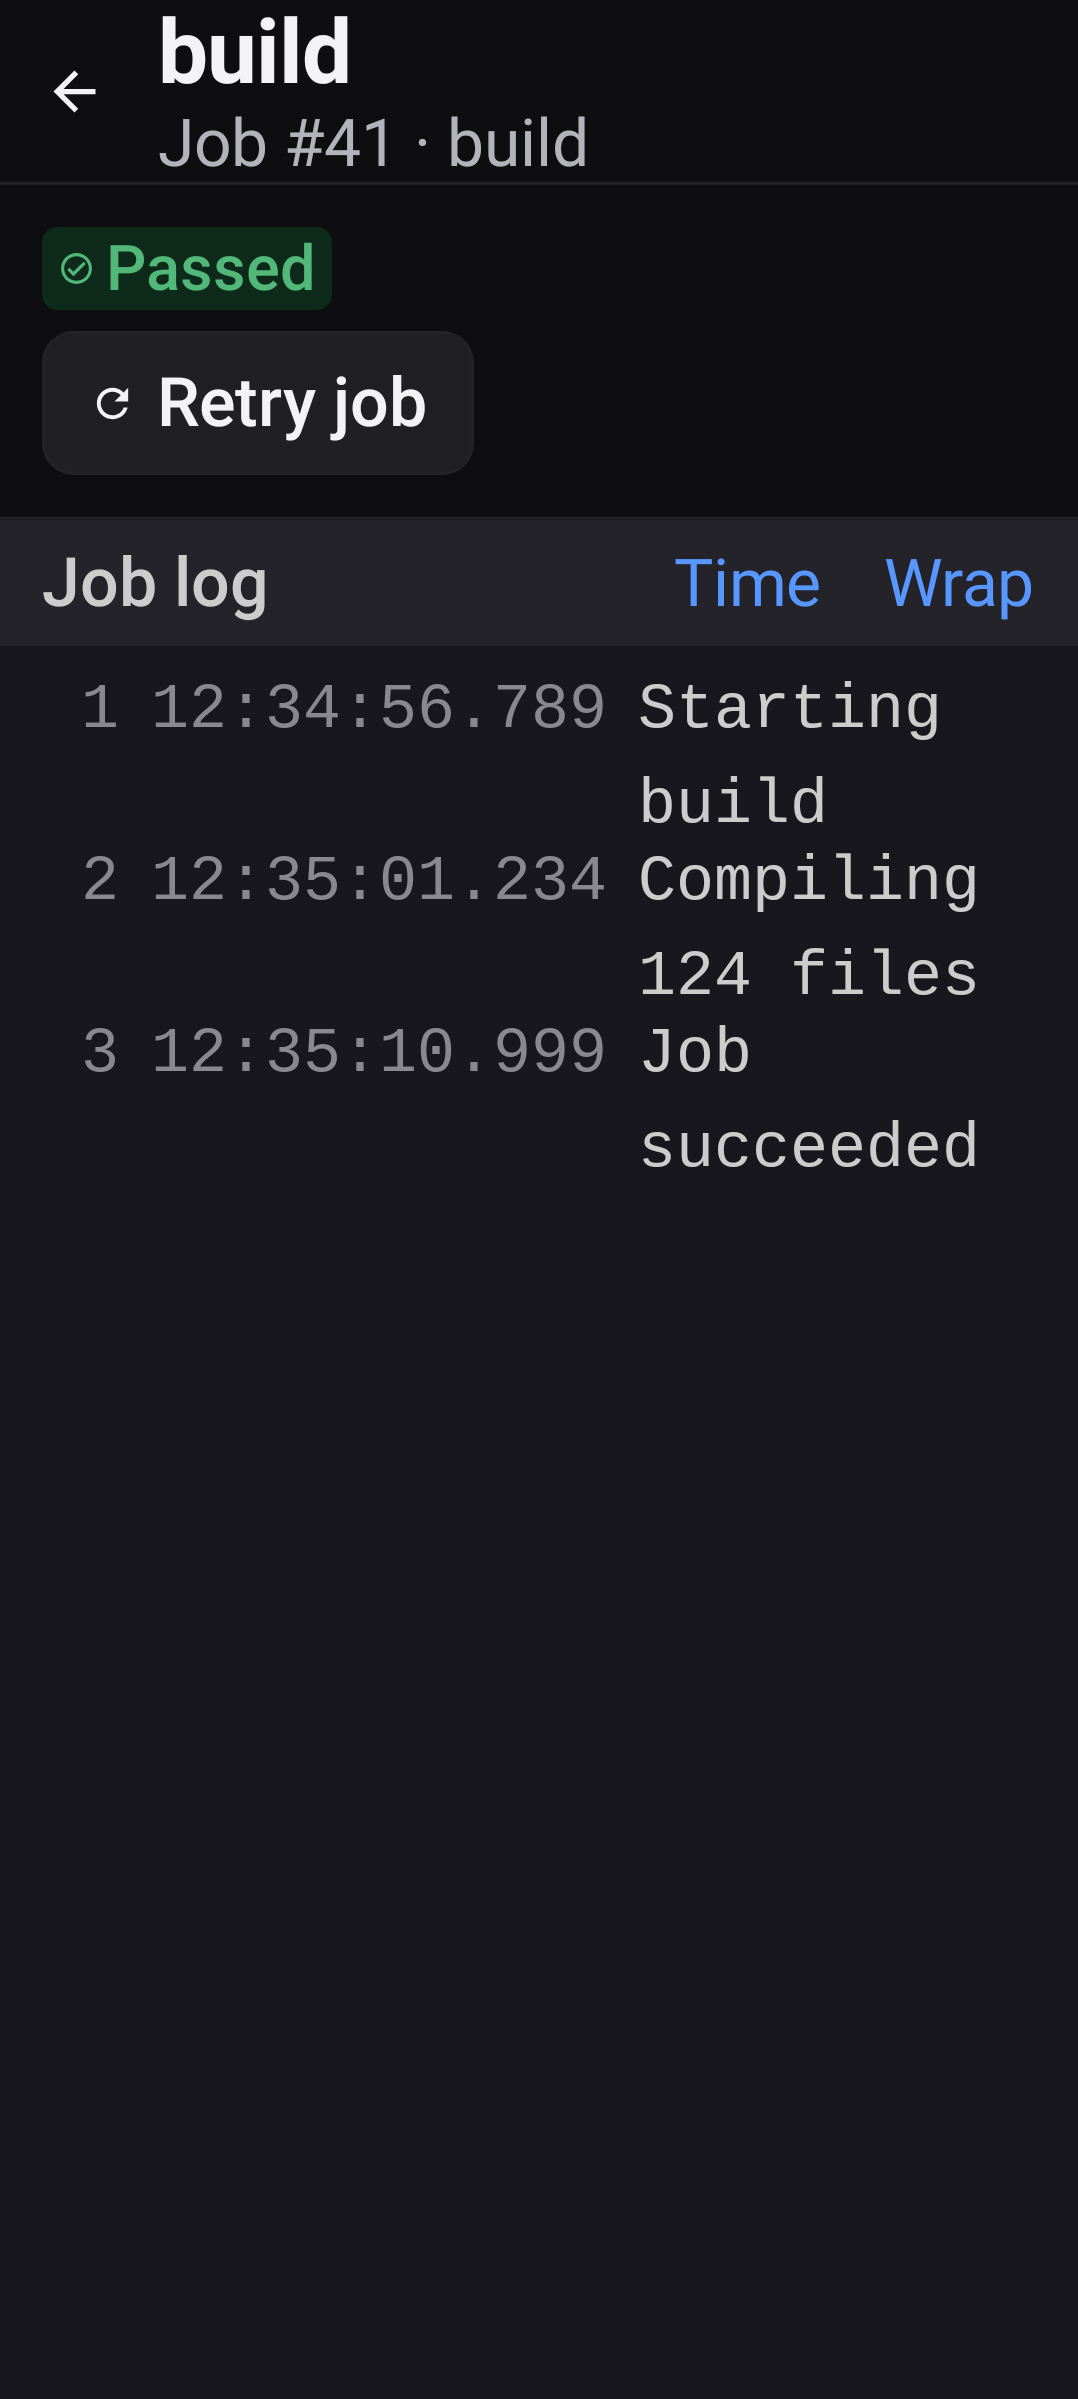 build
Job #41 · build
Passed
Retry job
Job log Time Wrap
1 12:34:56.789 Starting
build
2 12:35:01.234 Compiling
124 files
3 12:35:10.999 Job
succeeded